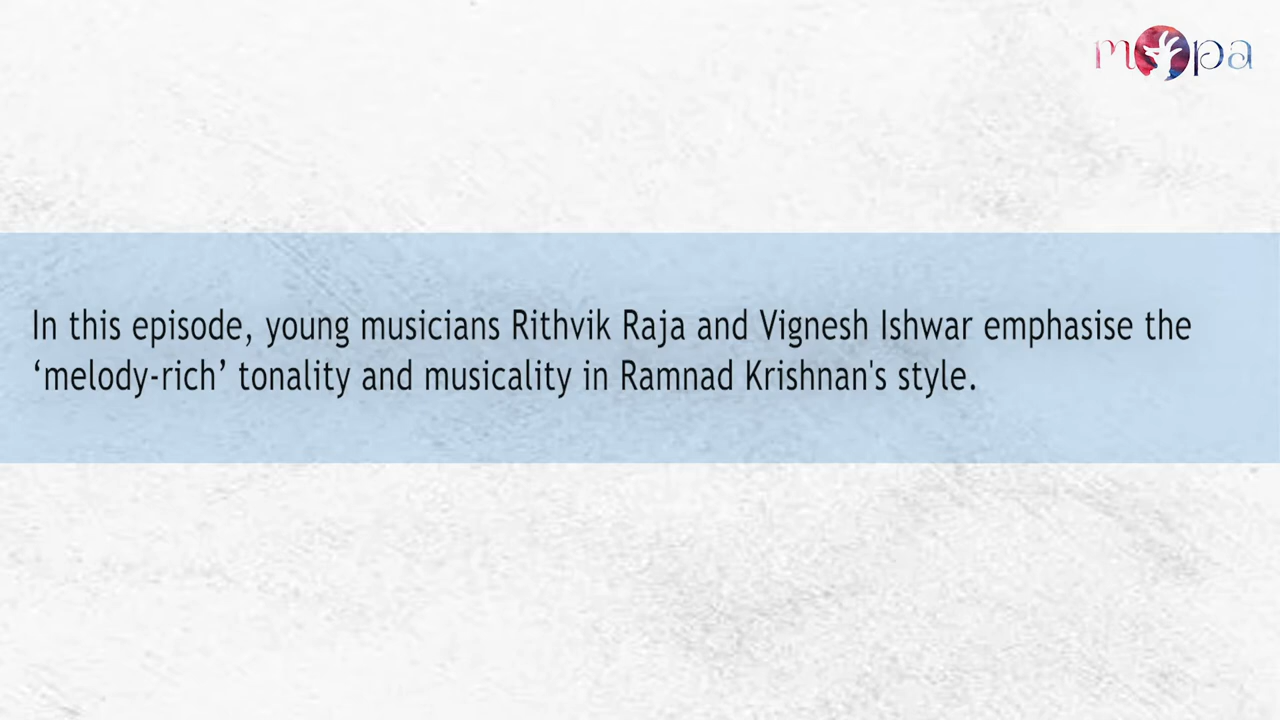 mopa
In this episode, young musicians Rithvik Raja and Vignesh Ishwar emphasise the
‘melody-rich’ tonality and musicality in Ramnad Krishnan's style.